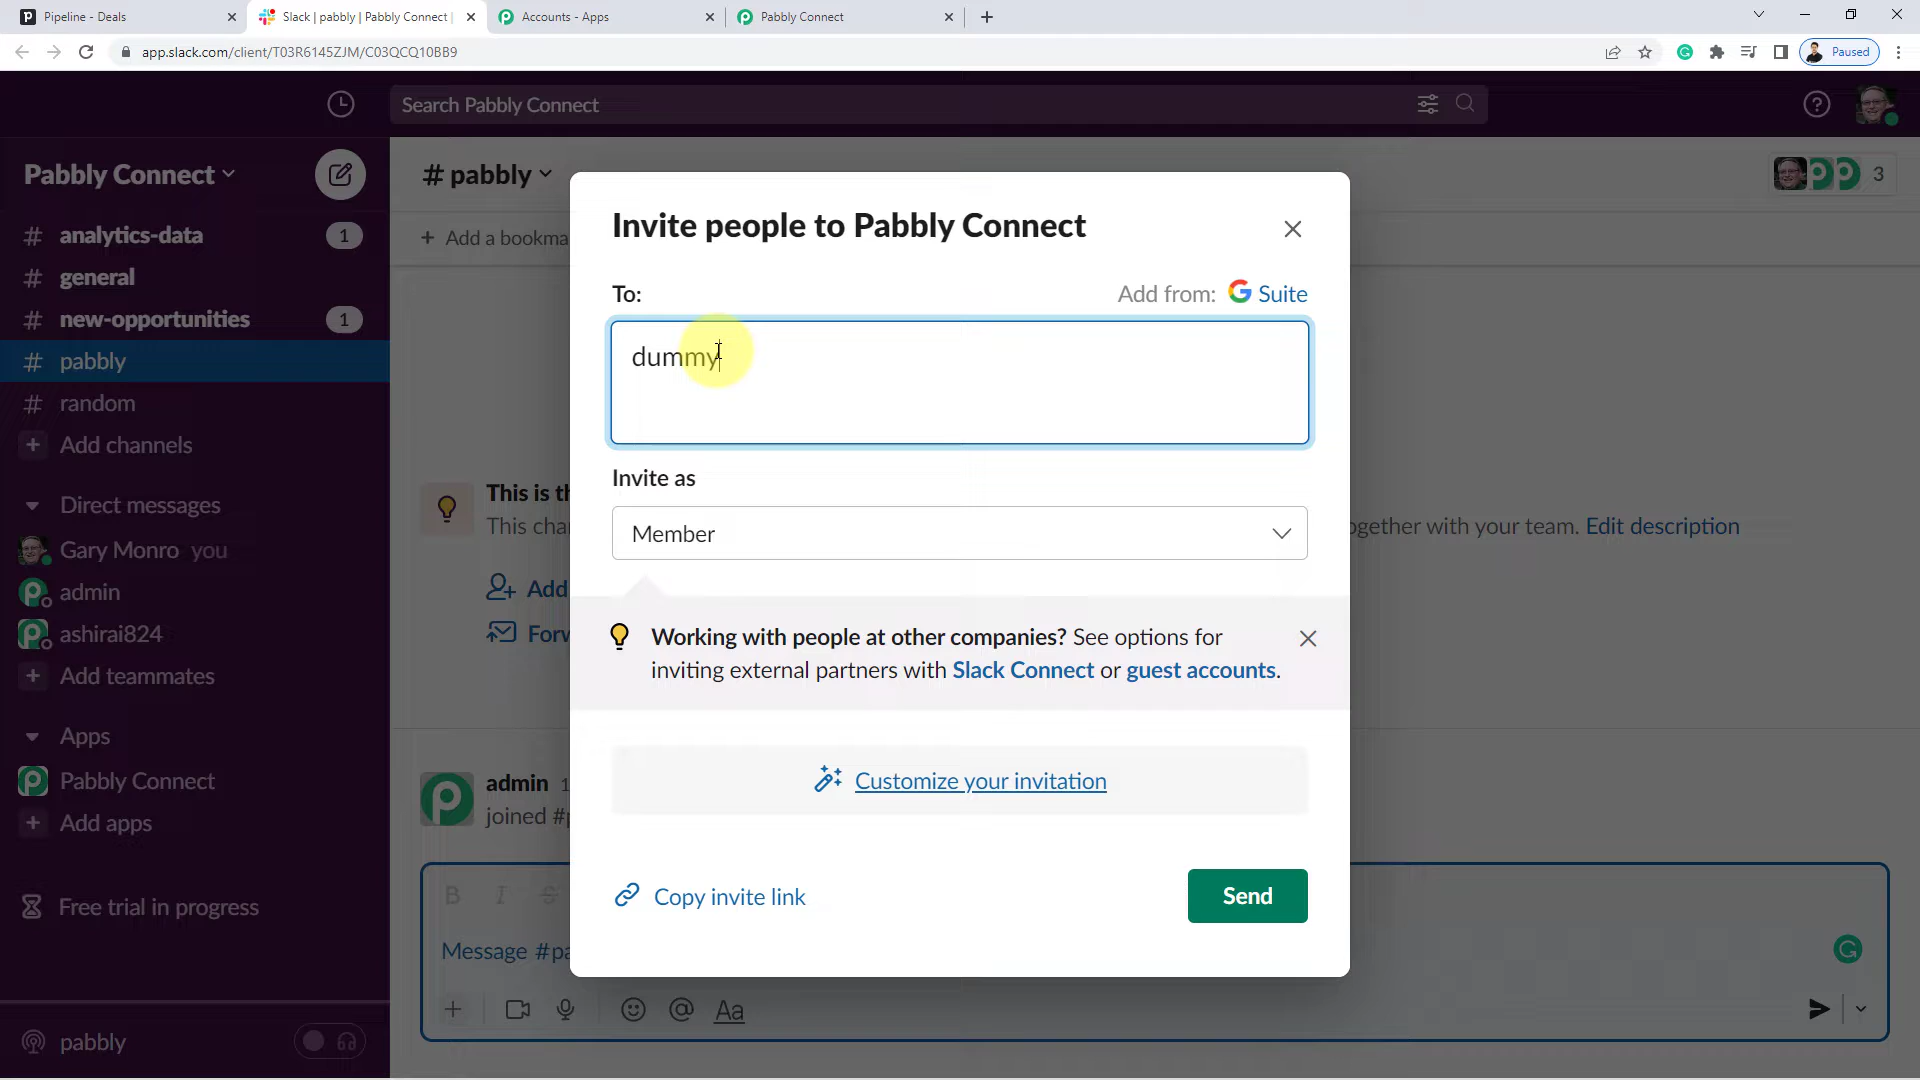 Pipeline - Deals
Slack | pabbly | Pabbly Connect |
Accounts - Apps
Pabbly Connect
app.slack.com/client/T03R6145ZJM/C03QCQ10BB9
Paused
Search Pabbly Connect
Pabbly Connect
# analytics-data 1
# general
# new-opportunities 1
# pabbly
# random
+ Add channels
Direct messages
Gary Monro you
admin
ashirai824
+ Add teammates
Apps
Pabbly Connect
+ Add apps
Free trial in progress
pabbly
# pabbly
3
+ Add a bookma
This is th
This cha
ogether with your team. Edit description
Add
Forw
admin 1
joined #p
Message #pa
Aa
Invite people to Pabbly Connect
To:
Add from: G Suite
dummy
Invite as
Member
Working with people at other companies? See options for
inviting external partners with Slack Connect or guest accounts.
Customize your invitation
Copy invite link
Send